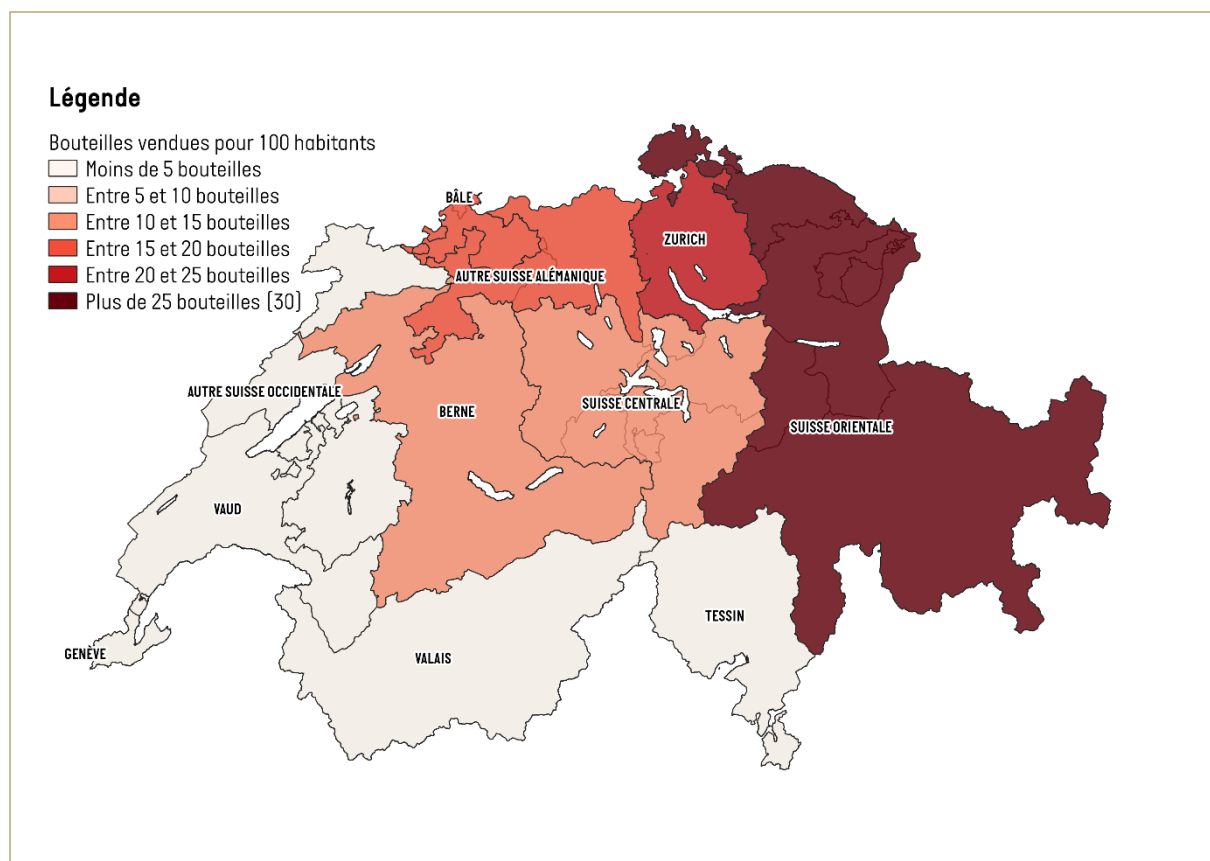 Légende
Bouteilles vendues pour 100 habitants
Moins de 5 bouteilles
Entre 5 et 10 bouteilles
Entre 10 et 15 bouteilles
Entre 15 et 20 bouteilles
Entre 20 et 25 bouteilles
Plus de 25 bouteilles (30)
BÂLE
ZURICH
AUTRE SUISSE ALÉMANIQUE
AUTRE SUISSE OCCIDENTALE
BERNE
SUISSE CENTRALE
SUISSE ORIENTALE
VAUD
TESSIN
GENÈVE
VALAIS